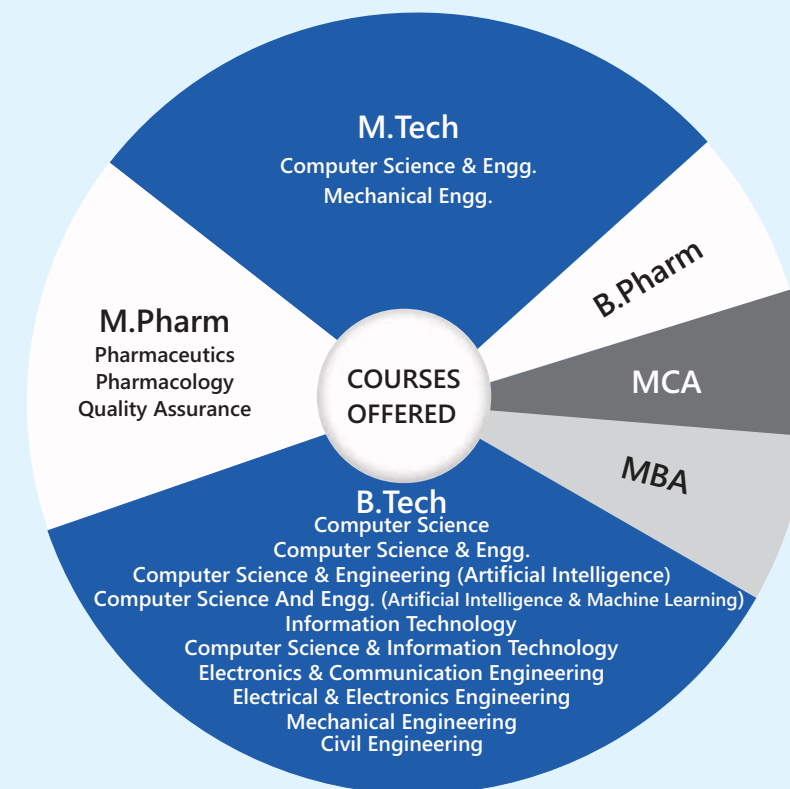 M.Tech
Computer Science & Engg.
Mechanical Engg.
B.Pharm
M.Pharm
Pharmaceutics
Pharmacology
Quality Assurance
COURSES
OFFERED
MCA
MBA
B.Tech
Computer Science
Computer Science & Engg.
Computer Science & Engineering (Artificial Intelligence)
Computer Science And Engg. (Artificial Intelligence & Machine Learning)
Information Technology
Computer Science & Information Technology
Electronics & Communication Engineering
Electrical & Electronics Engineering
Mechanical Engineering
Civil Engineering